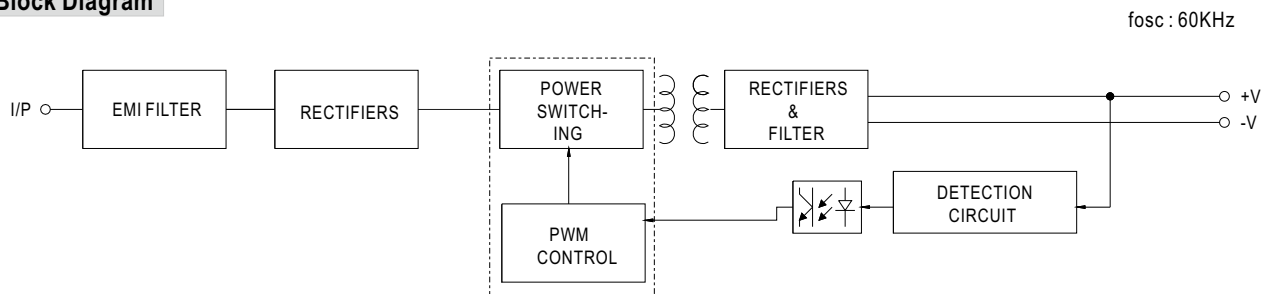 Block Diagram
fosc : 60KHz
I/P
EMI FILTER
RECTIFIERS
POWER
SWITCH-
ING
RECTIFIERS
&
FILTER
+V
-V
PWM
CONTROL
DETECTION
CIRCUIT